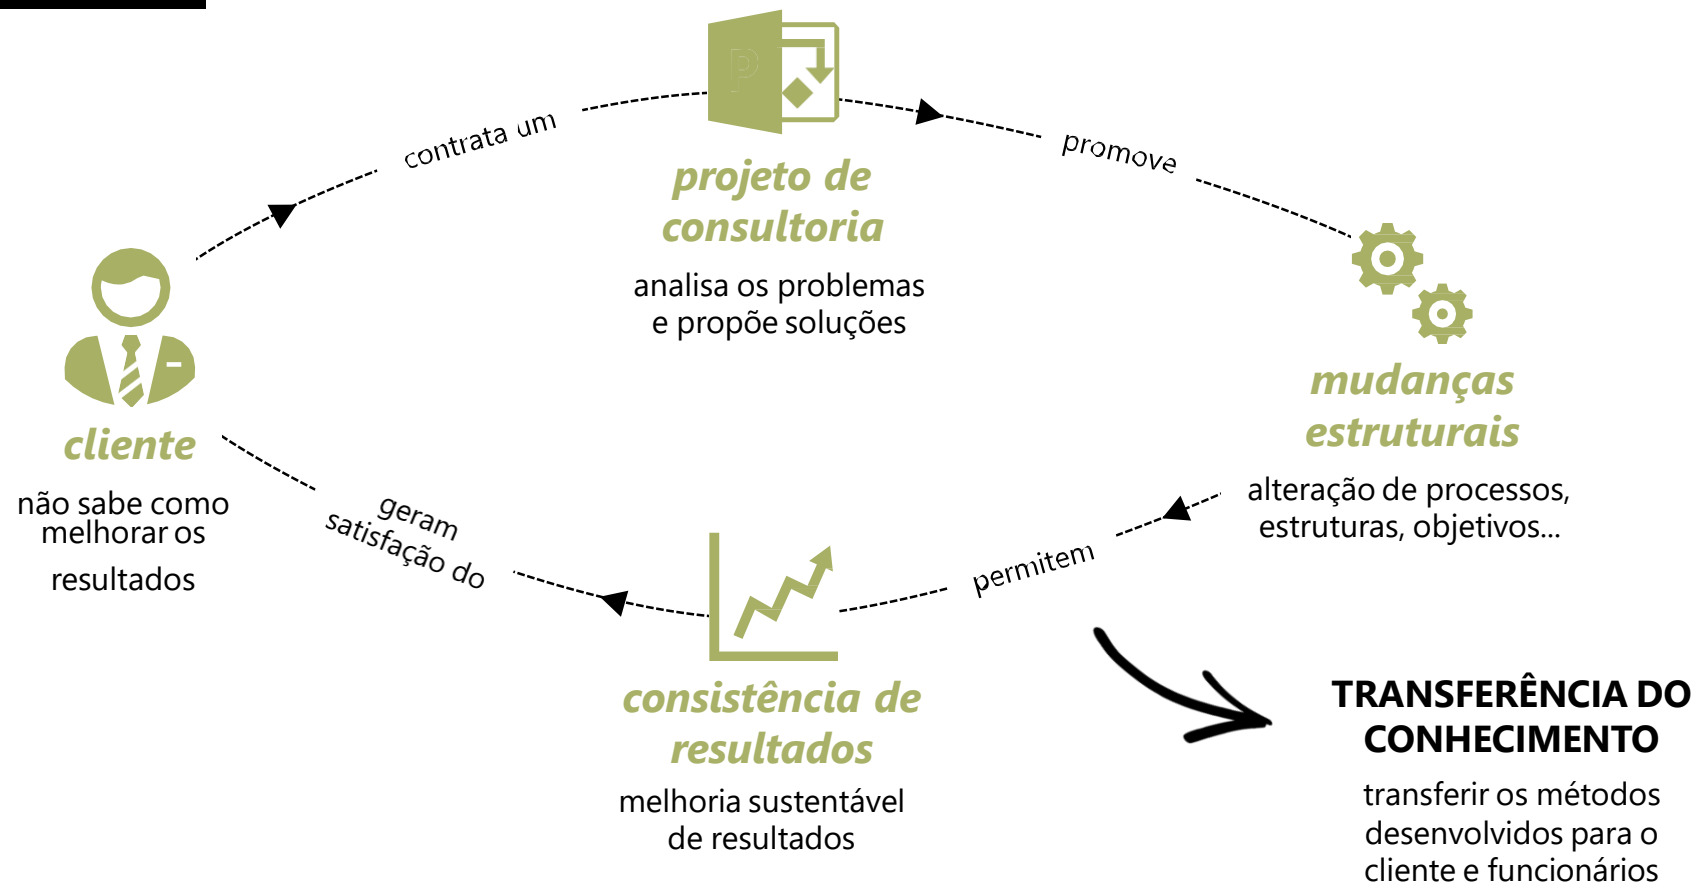 P
contrata um
promove
projeto de
consultoria
analisa os problemas
e propõe soluções
cliente
não sabe como
melhorar os
resultados
mudanças
estruturais
alteração de processos,
estruturas, objetivos...
geram
satisfação do
permitem
consistência de
resultados
melhoria sustentável
de resultados
TRANSFERÊNCIA DO
CONHECIMENTO
transferir os métodos
desenvolvidos para o
cliente e funcionários